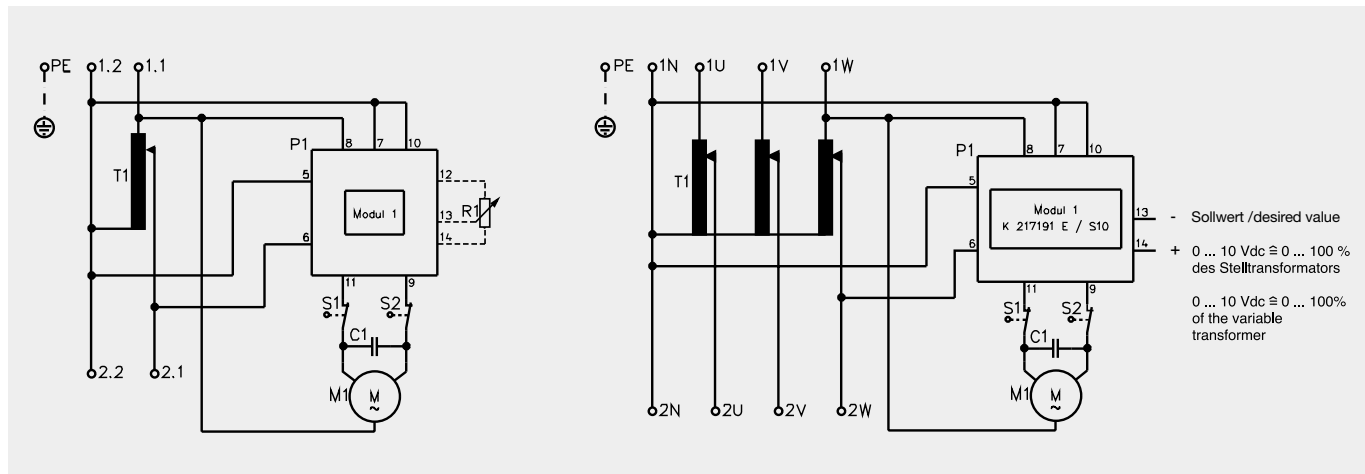 PE 1.2 1.1
P1 8 7 10
T1 5 12
Modul 1 13 R1
6 14
11 9
S1 S2
C1
2.2 2.1
M1 M
~
PE 1N 1U 1V 1W
P1 8 7 10
T1 5
Modul 1
K 217191 E / S10
13 - Sollwert /desired value
6 14 + 0 ... 10 Vdc ≅ 0 ... 100 %
des Stelltransformators
0 ... 10 Vdc ≅ 0 ... 100%
of the variable
transformer
11 9
S1 S2
C1
M1 M
~
2N 2U 2V 2W